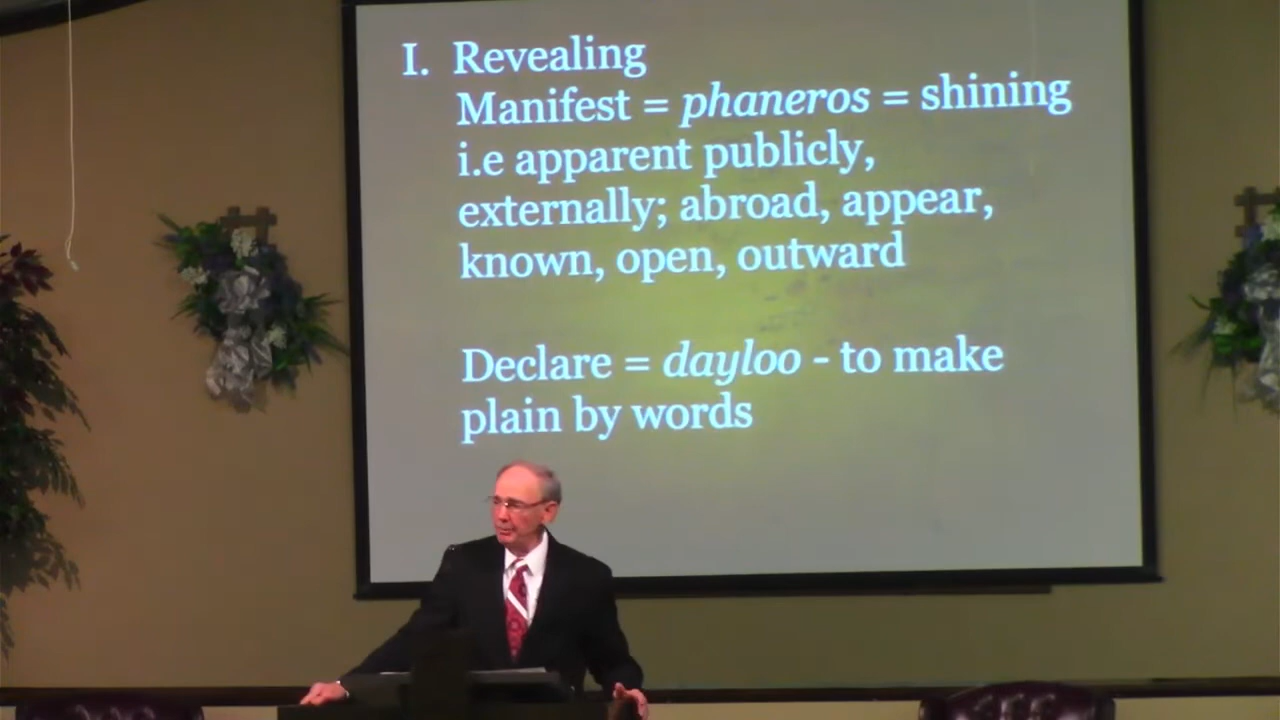 I. Revealing
Manifest = phaneros = shining
i.e apparent publicly,
externally; abroad, appear,
known, open, outward
Declare = dayloo - to make
plain by words